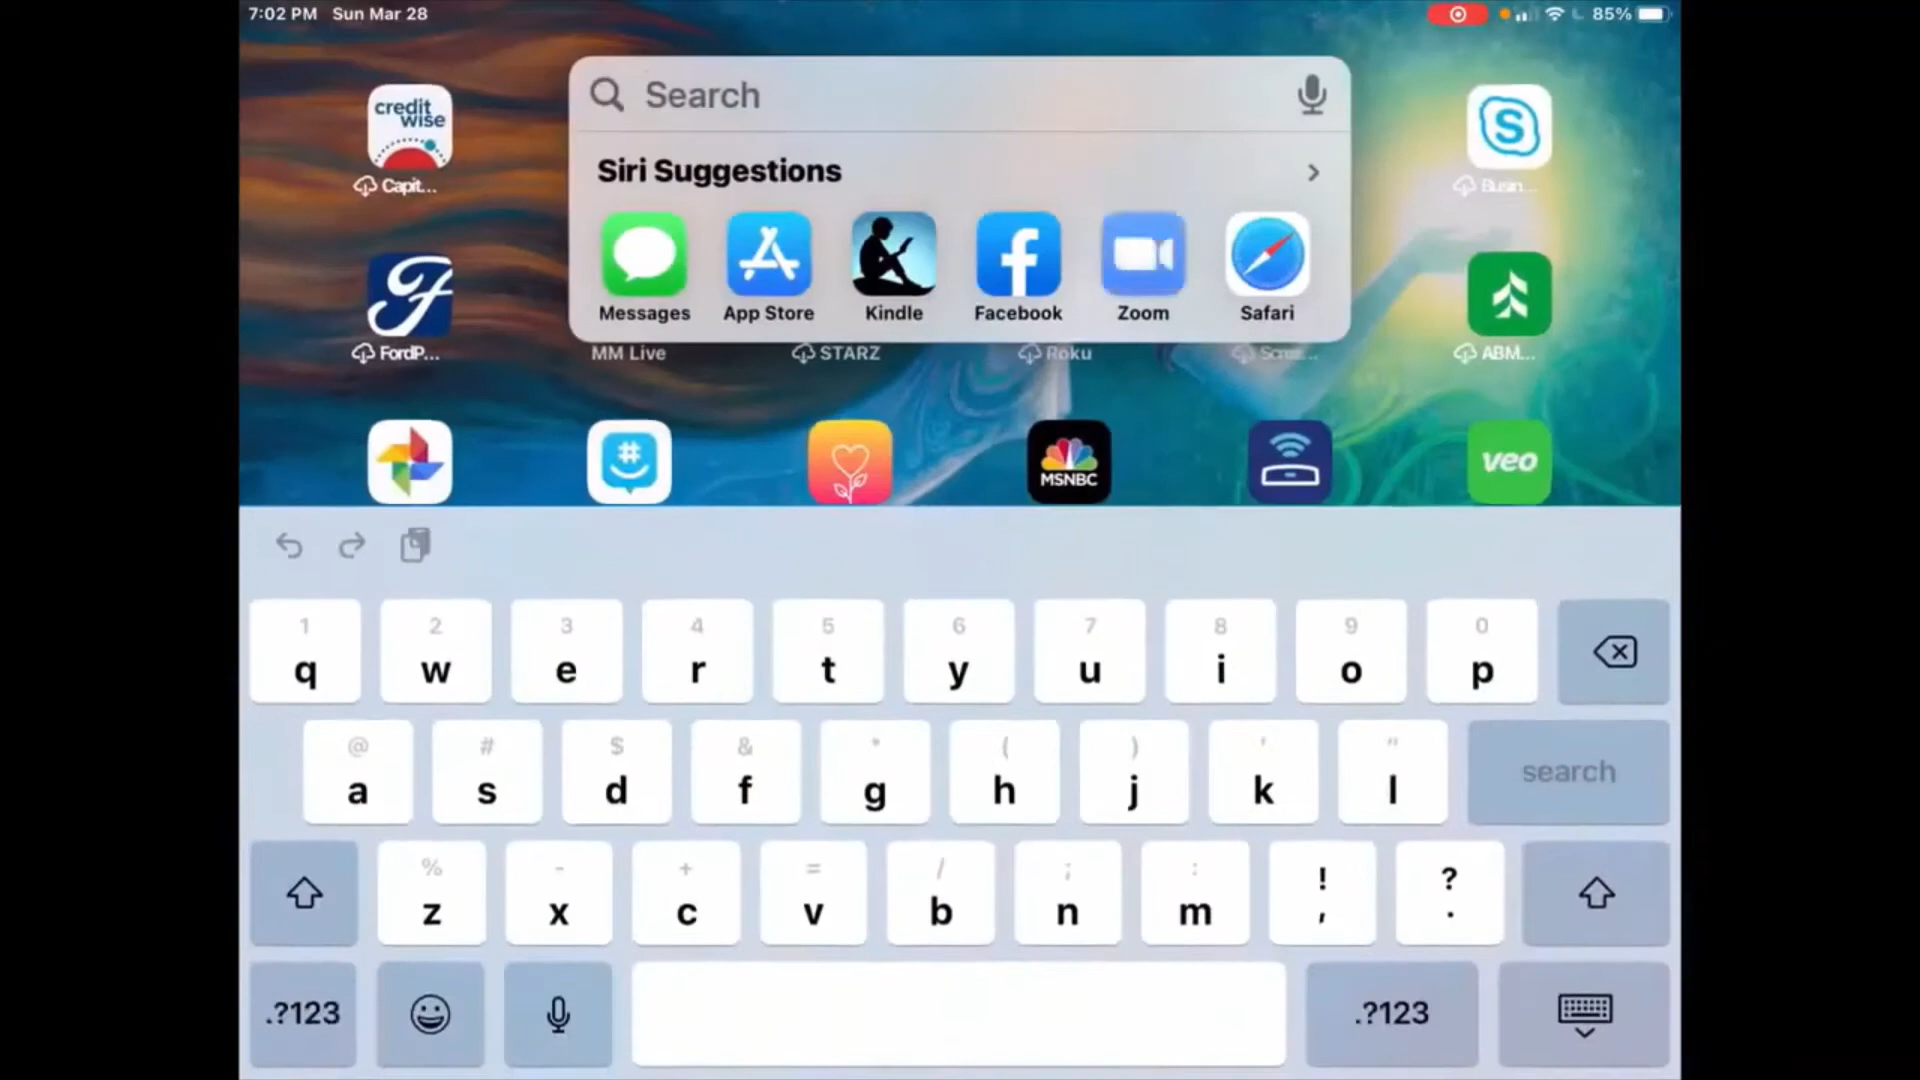 7:02 PM Sun Mar 28
85%
credit
wise
Capit...
Search
S
Busin...
Siri Suggestions
Messages App Store Kindle Facebook Zoom Safari
FordP...
MM Live STARZ Roku Scree... ABM...
#
MSNBC
veo
1 2 3 4 5 6 7 8 9 0
q w e r t y u i o p
@ # $ & * ( ) ' "
a s d f g h j k l search
% - + = / ; : ! ?
z x c v b n m , .
.?123 .?123